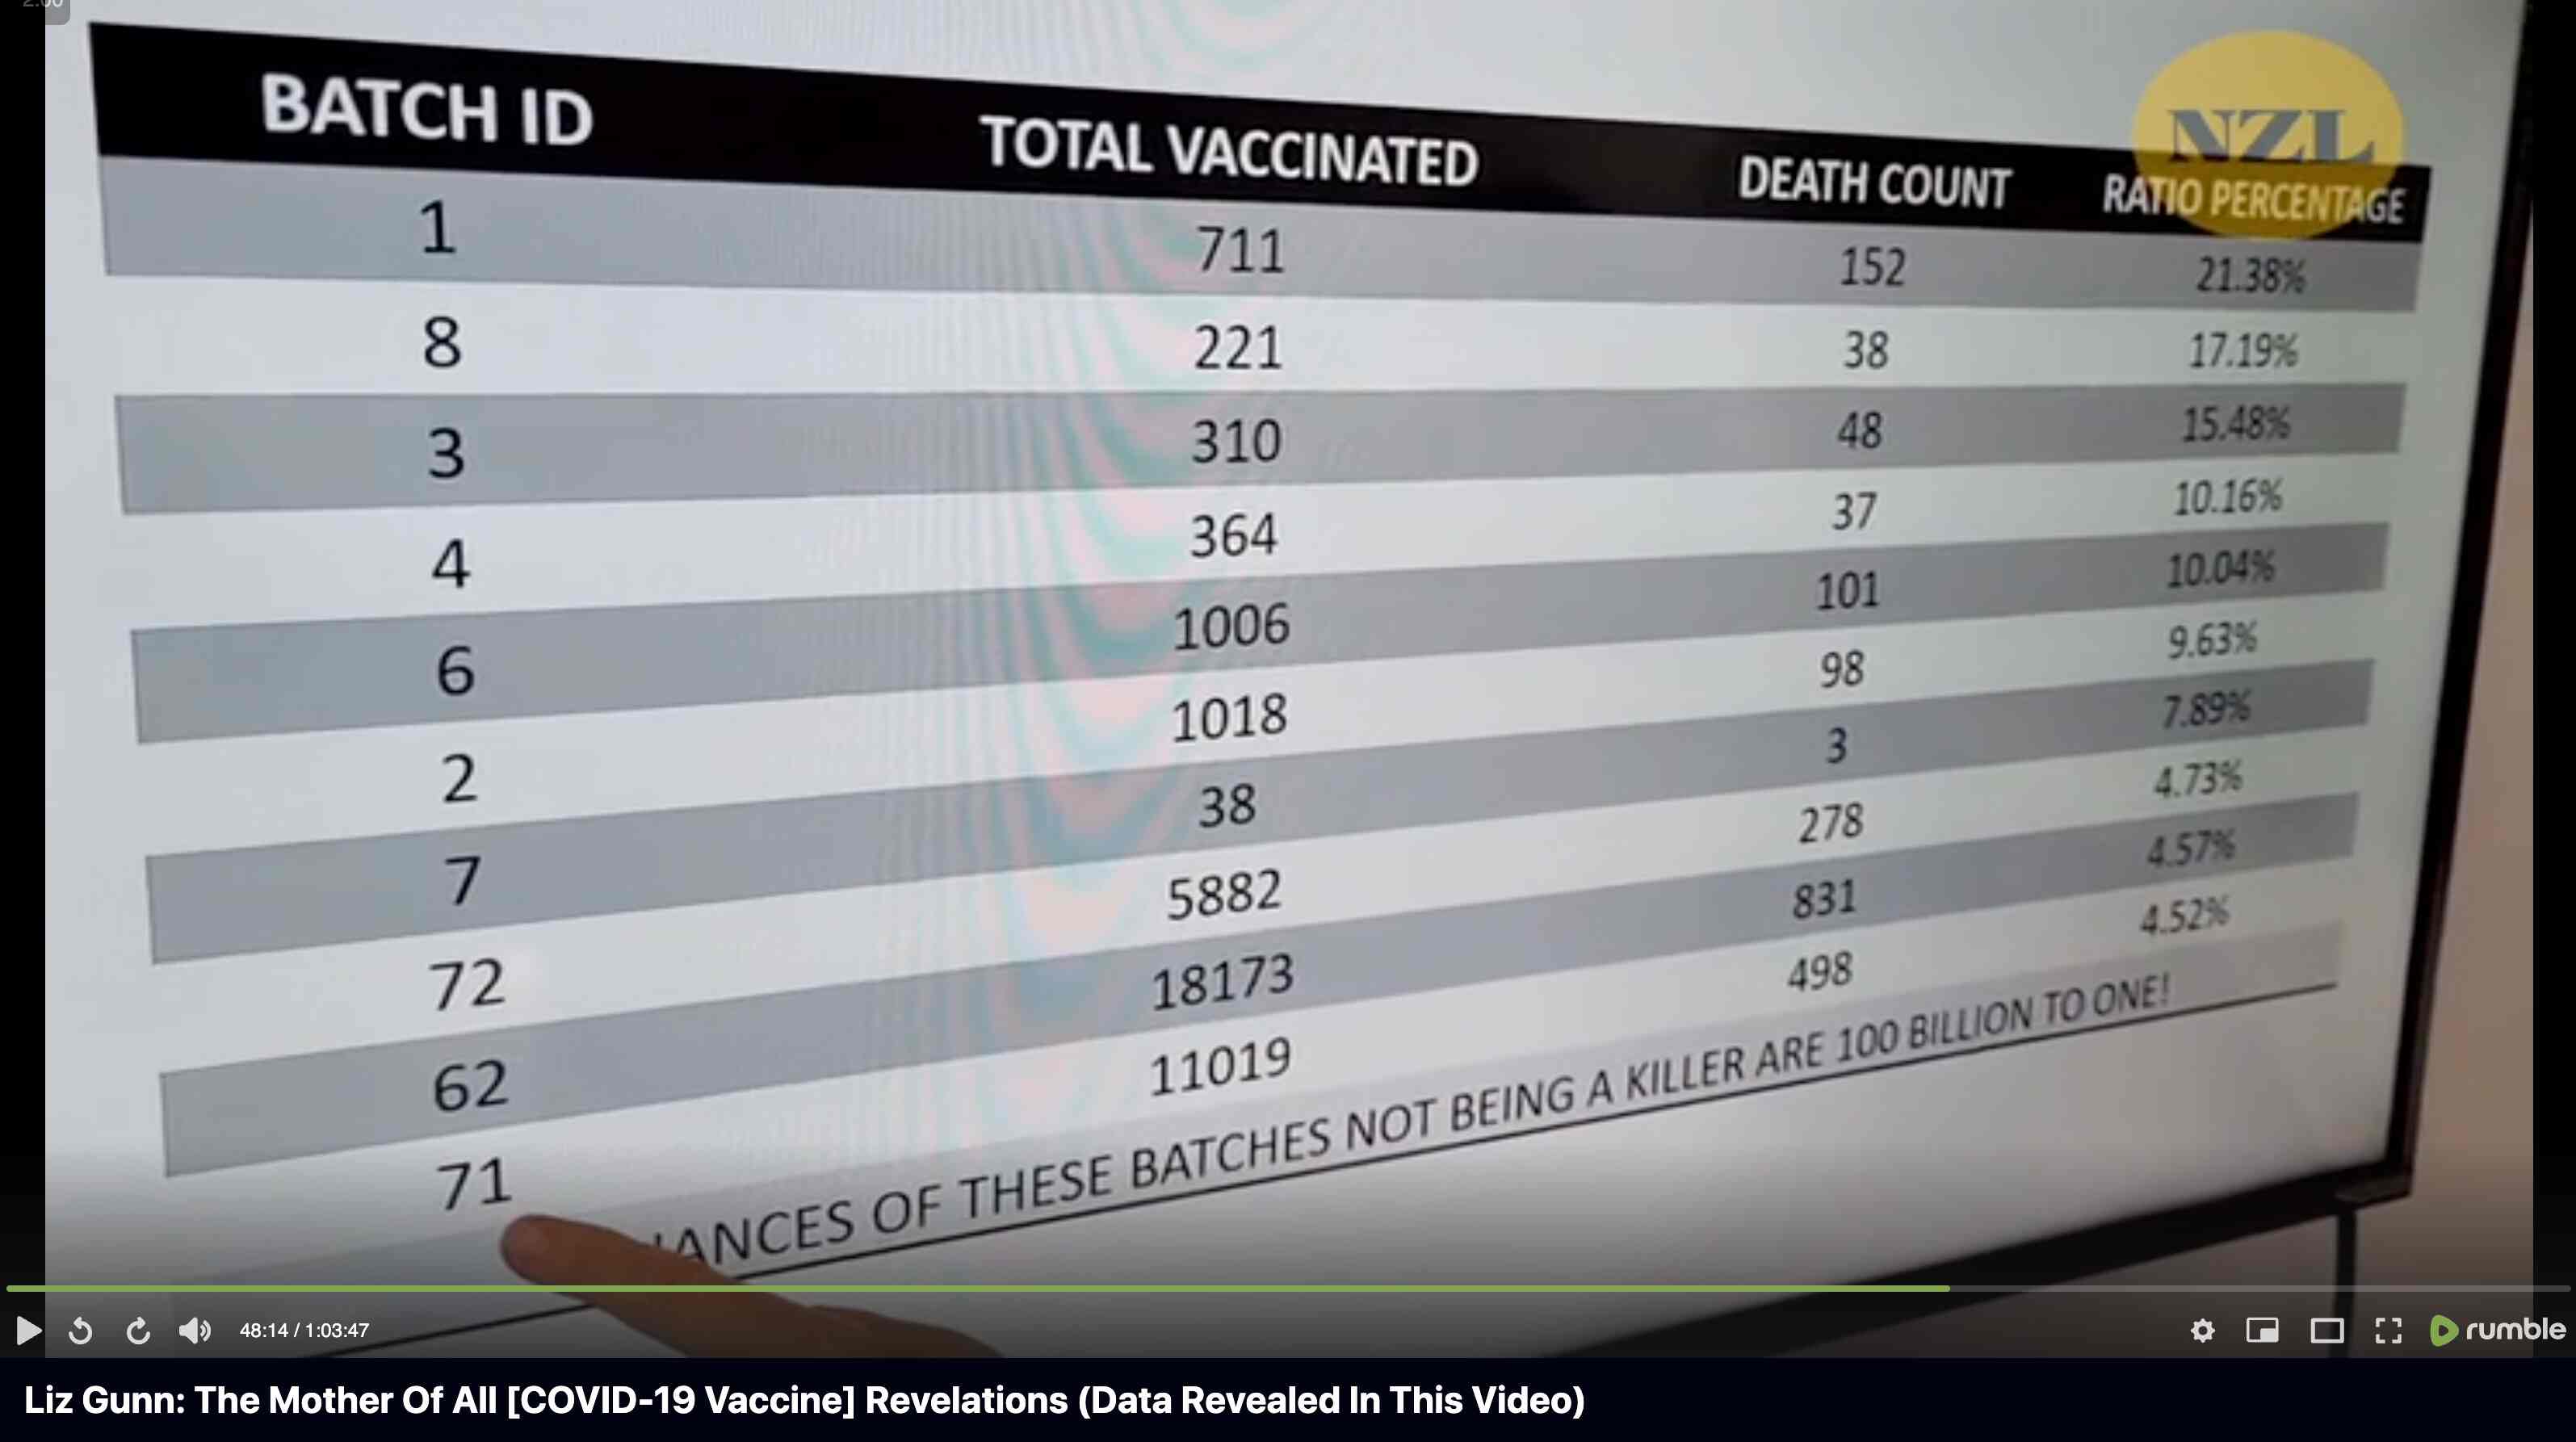 2:00
NZL
BATCH ID TOTAL VACCINATED DEATH COUNT RATIO PERCENTAGE
1 711 152 21.38%
8 221 38 17.19%
3 310 48 15.48%
4 364 37 10.16%
6 1006 101 10.04%
2 1018 98 9.63%
7 38 3 7.89%
72 5882 278 4.73%
62 18173 831 4.57%
71 11019 498 4.52%
HANCES OF THESE BATCHES NOT BEING A KILLER ARE 100 BILLION TO ONE!
48:14 / 1:03:47
rumble
Liz Gunn: The Mother Of All [COVID-19 Vaccine] Revelations (Data Revealed In This Video)